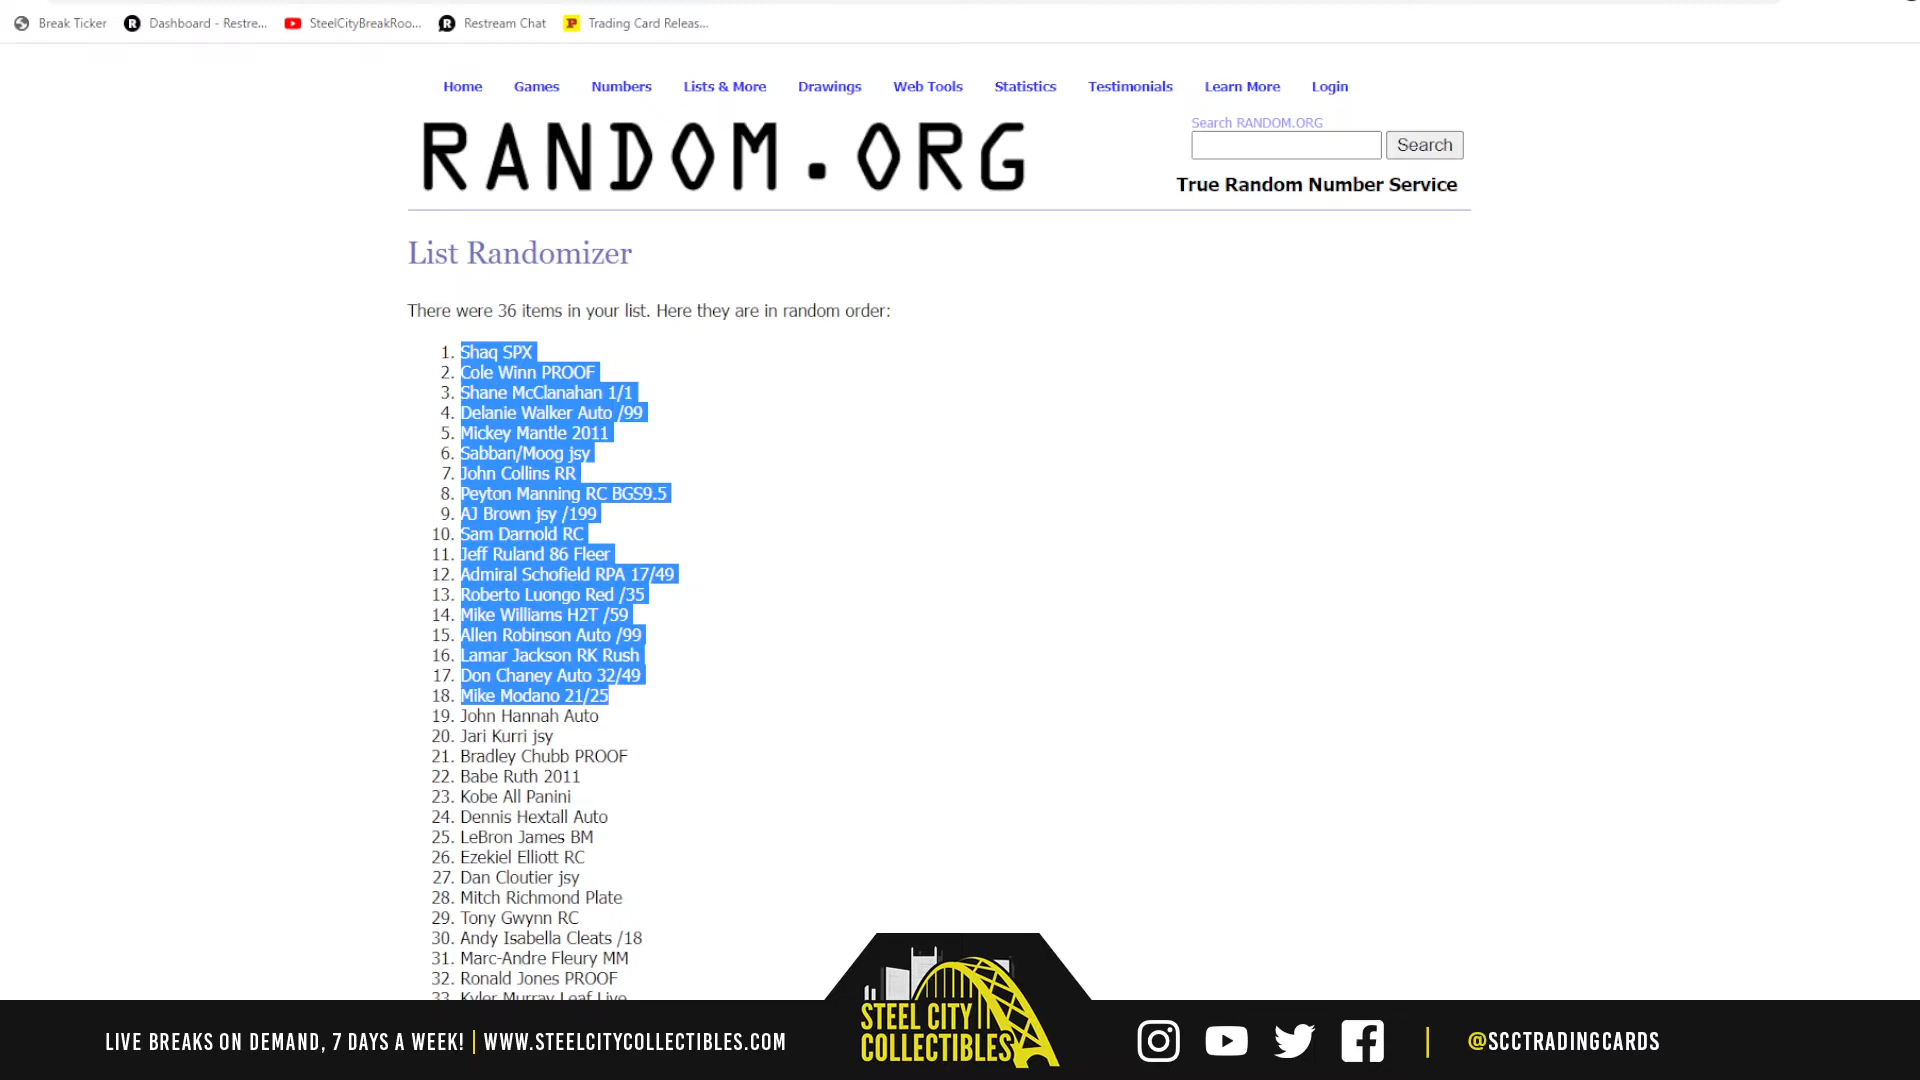 Break Ticker Dashboard - Restre... SteelCityBreakRoo... Restream Chat Trading Card Releas...
Home Games Numbers Lists & More Drawings Web Tools Statistics Testimonials Learn More Login
RANDOM.ORG
Search RANDOM.ORG
Search
True Random Number Service
List Randomizer
There were 36 items in your list. Here they are in random order:
1. Shaq SPX
2. Cole Winn PROOF
3. Shane McClanahan 1/1
4. Delanie Walker Auto /99
5. Mickey Mantle 2011
6. Sabban/Moog jsy
7. John Collins RR
8. Peyton Manning RC BGS9.5
9. AJ Brown jsy /199
10. Sam Darnold RC
11. Jeff Ruland 86 Fleer
12. Admiral Schofield RPA 17/49
13. Roberto Luongo Red /35
14. Mike Williams H2T /59
15. Allen Robinson Auto /99
16. Lamar Jackson RK Rush
17. Don Chaney Auto 32/49
18. Mike Modano 21/25
19. John Hannah Auto
20. Jari Kurri jsy
21. Bradley Chubb PROOF
22. Babe Ruth 2011
23. Kobe All Panini
24. Dennis Hextall Auto
25. LeBron James BM
26. Ezekiel Elliott RC
27. Dan Cloutier jsy
28. Mitch Richmond Plate
29. Tony Gwynn RC
30. Andy Isabella Cleats /18
31. Marc-Andre Fleury MM
32. Ronald Jones PROOF
33. Kyler Murray Leaf Live
LIVE BREAKS ON DEMAND, 7 DAYS A WEEK! | WWW.STEELCITYCOLLECTIBLES.COM
STEEL CITY
COLLECTIBLES
| @SCCTRADINGCARDS